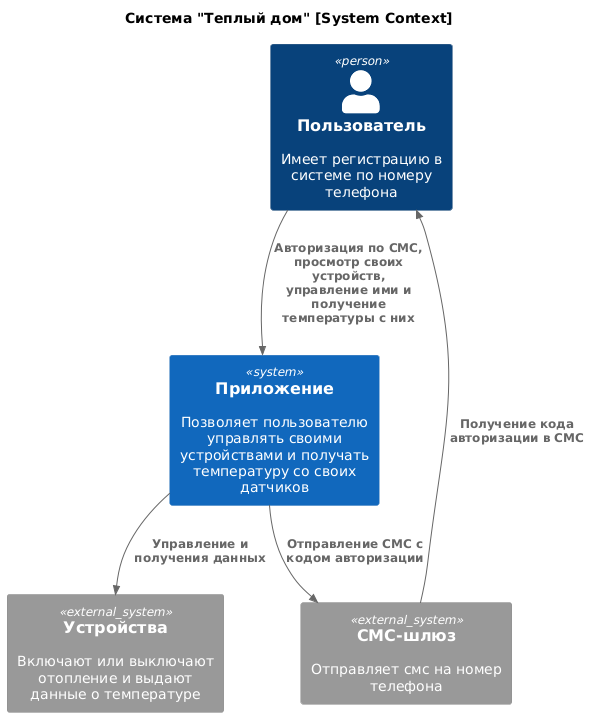 Система "Теплый дом" [System Context]
«person»
Пользователь
Имеет регистрацию в
системе по номеру
телефона
Авторизация по СМС,
просмотр своих
устройств,
управление ими и
получение
температуры с них
«system»
Приложение
Позволяет пользователю
управлять своими
устройствами и получать
температуру со своих
датчиков
Получение кода
авторизации в СМС
Управление и
получения данных
Отправление СМС с
кодом авторизации
«external_system»
Устройства
Включают или выключают
отопление и выдают
данные о температуре
«external_system»
СМС-шлюз
Отправляет смс на номер
телефона